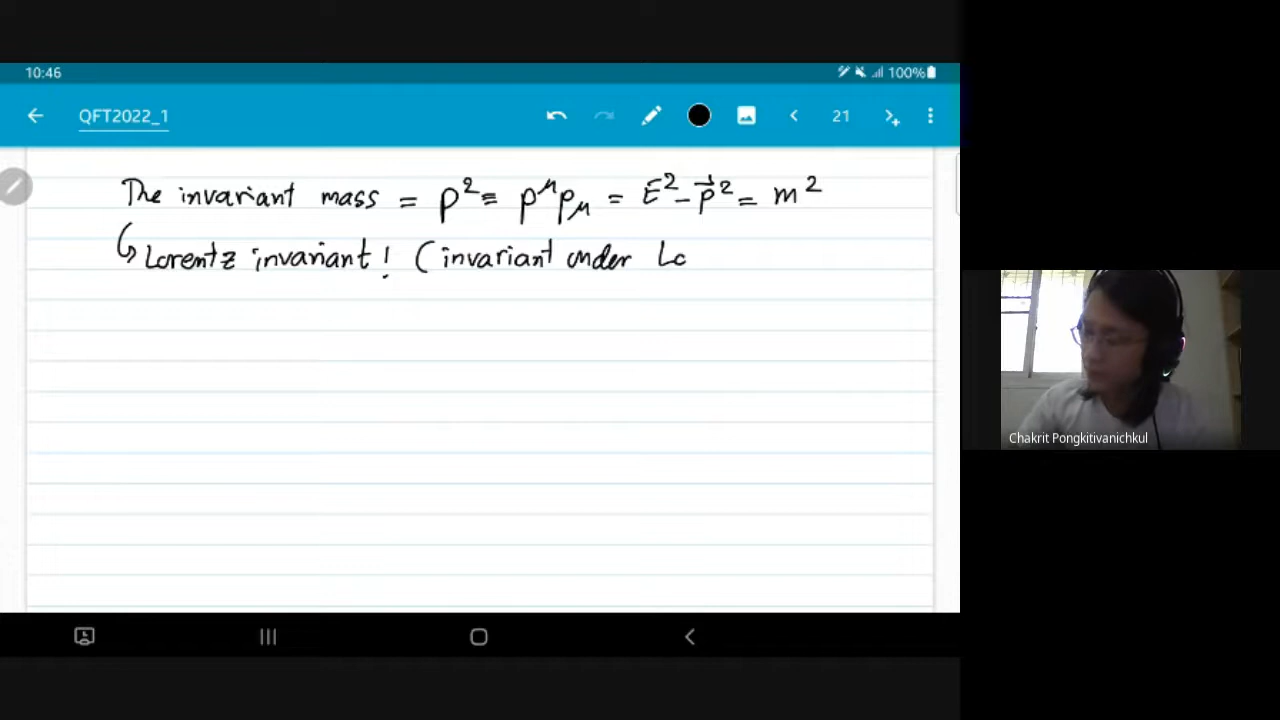 10:46
100%
QFT2022_1
21
The invariant mass = p² ≡ p^μ p_μ = E² - p⃗² = m²
↳ Lorentz invariant! (invariant under Lo
Chakrit Pongkitivanichkul